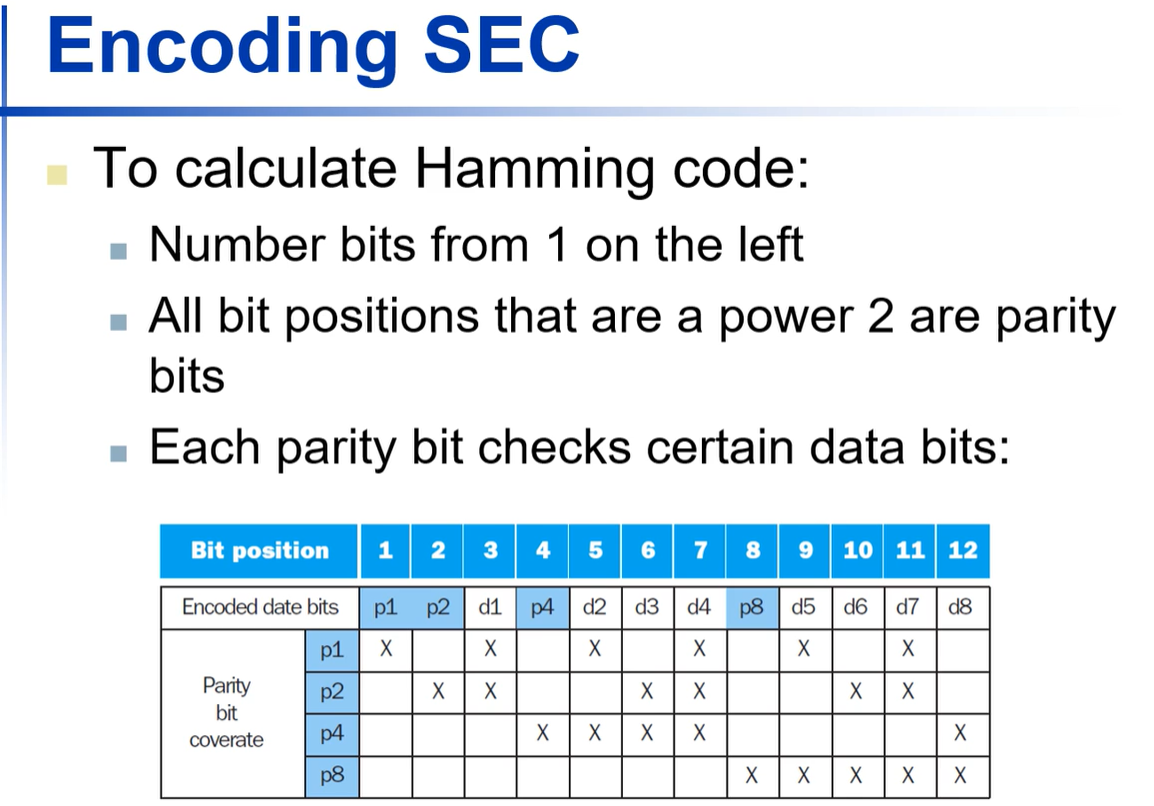 Encoding SEC
To calculate Hamming code:
Number bits from 1 on the left
All bit positions that are a power 2 are parity
bits
Each parity bit checks certain data bits:
Bit position 1 2 3 4 5 6 7 8 9 10 11 12
Encoded date bits p1 p2 d1 p4 d2 d3 d4 p8 d5 d6 d7 d8
Parity
bit
coverate
p1 X X X X X X
p2 X X X X X X
p4 X X X X X
p8 X X X X X